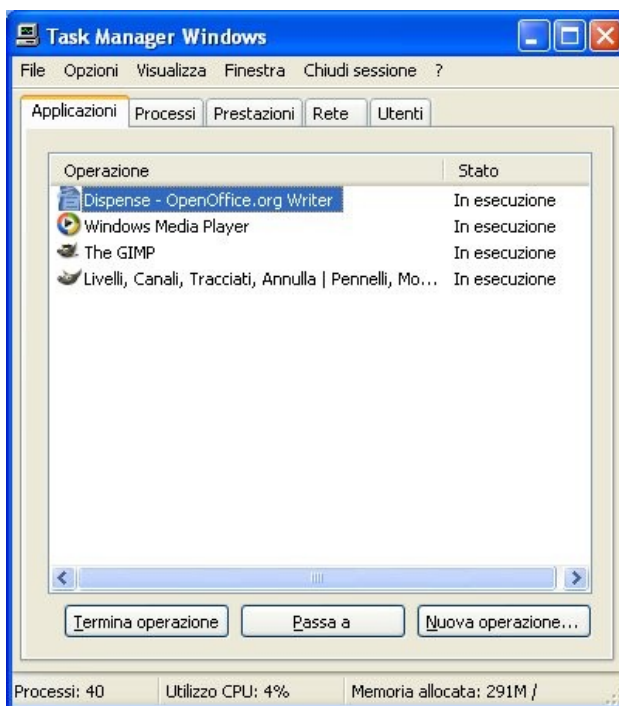 Task Manager Windows
File Opzioni Visualizza Finestra Chiudi sessione ?
Applicazioni Processi Prestazioni Rete Utenti
Operazione Stato
Dispense - OpenOffice.org Writer In esecuzione
Windows Media Player In esecuzione
The GIMP In esecuzione
Livelli, Canali, Tracciati, Annulla | Pennelli, Mo... In esecuzione
Termina operazione Passa a Nuova operazione...
Processi: 40 Utilizzo CPU: 4% Memoria allocata: 291M /